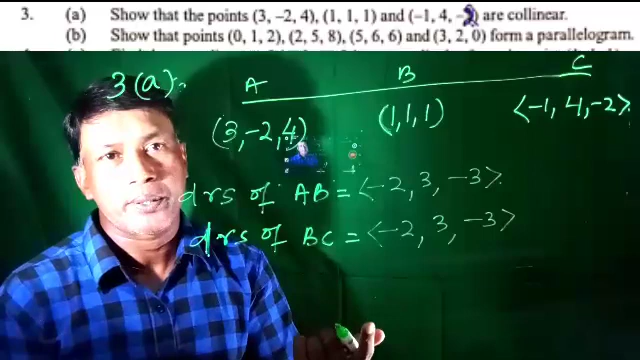 3. (a) Show that the points (3, –2, 4), (1, 1, 1) and (–1, 4, –2) are collinear.
(b) Show that points (0, 1, 2), (2, 5, 8), (5, 6, 6) and (3, 2, 0) form a parallelogram.
3(a):
A B C
(3, -2, 4) (1, 1, 1) <-1, 4, -2>
drs of AB = <-2, 3, -3>
drs of BC = <-2, 3, -3>